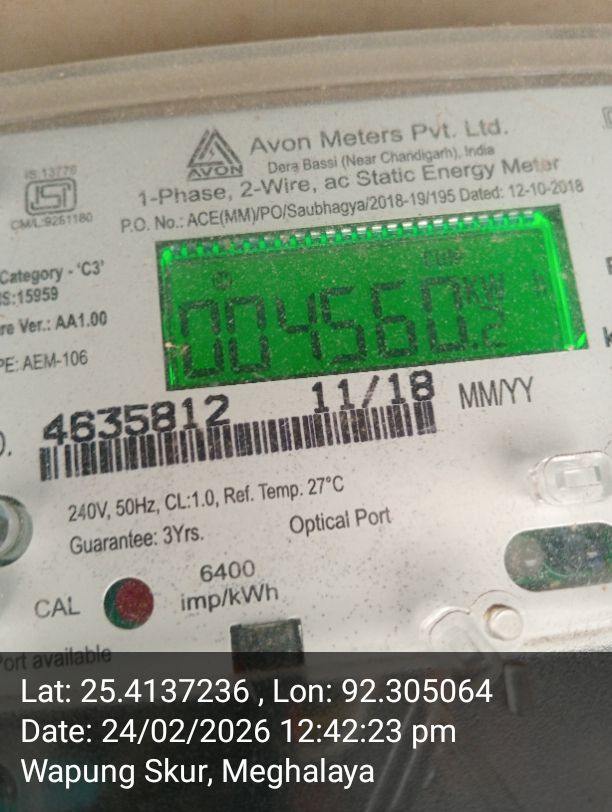 AVON
Avon Meters Pvt. Ltd.
Dera Bassi (Near Chandigarh), India
1-Phase, 2-Wire, ac Static Energy Meter
P.O. No.: ACE(MM)/PO/Saubhagya/2018-19/195 Dated: 12-10-2018
IS:13779
CM/L:9261180
Category - 'C3'
IS:15959
re Ver.: AA1.00
PE: AEM-106
004560.2
4635812 11/18 MM/YY
240V, 50Hz, CL:1.0, Ref. Temp. 27°C
Guarantee: 3Yrs.
Optical Port
6400
imp/kWh
CAL
Port available
Lat: 25.4137236 , Lon: 92.305064
Date: 24/02/2026 12:42:23 pm
Wapung Skur, Meghalaya